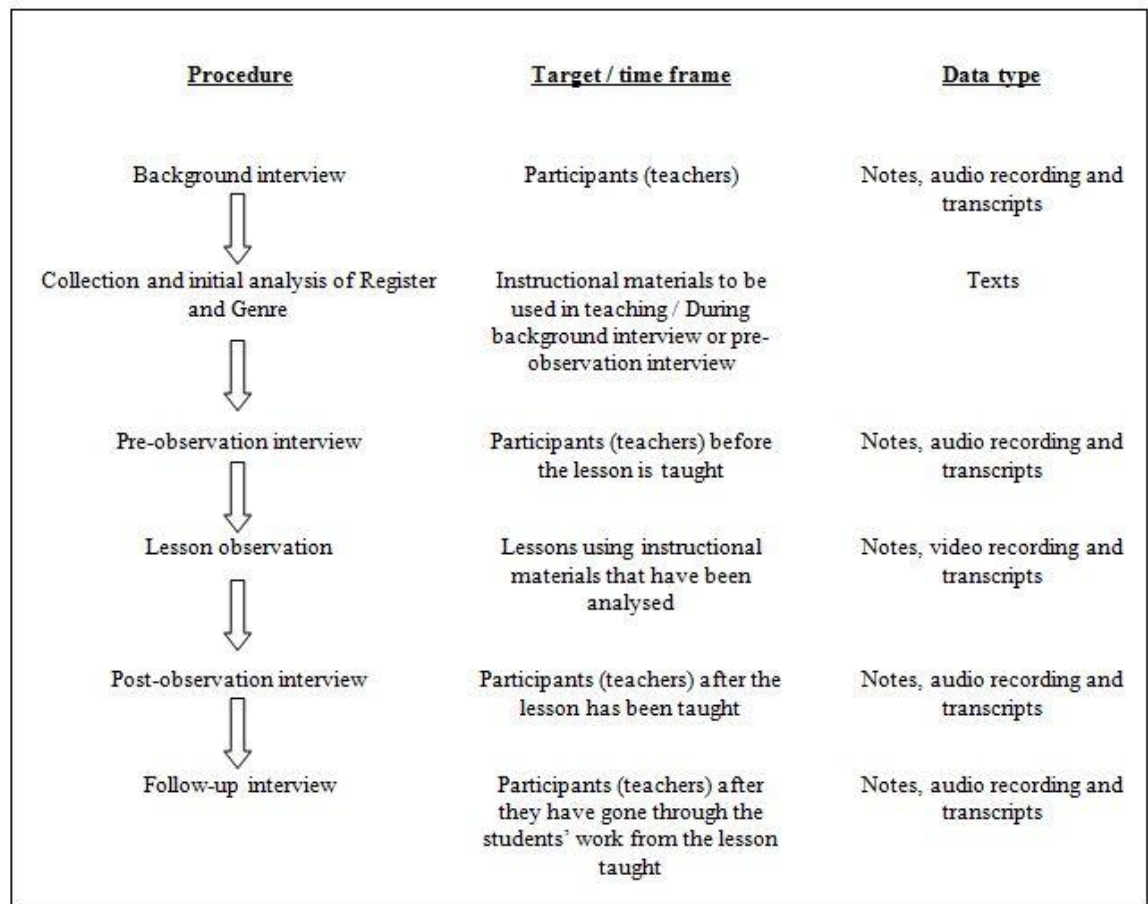 Procedure
Target / time frame
Data type
Background interview
Participants (teachers)
Notes, audio recording and
transcripts
Collection and initial analysis of Register
and Genre
Instructional materials to be
used in teaching / During
background interview or pre-
observation interview
Texts
Pre-observation interview
Participants (teachers) before
the lesson is taught
Notes, audio recording and
transcripts
Lesson observation
Lessons using instructional
materials that have been
analysed
Notes, video recording and
transcripts
Post-observation interview
Participants (teachers) after the
lesson has been taught
Notes, audio recording and
transcripts
Follow-up interview
Participants (teachers) after
they have gone through the
students’ work from the lesson
taught
Notes, audio recording and
transcripts